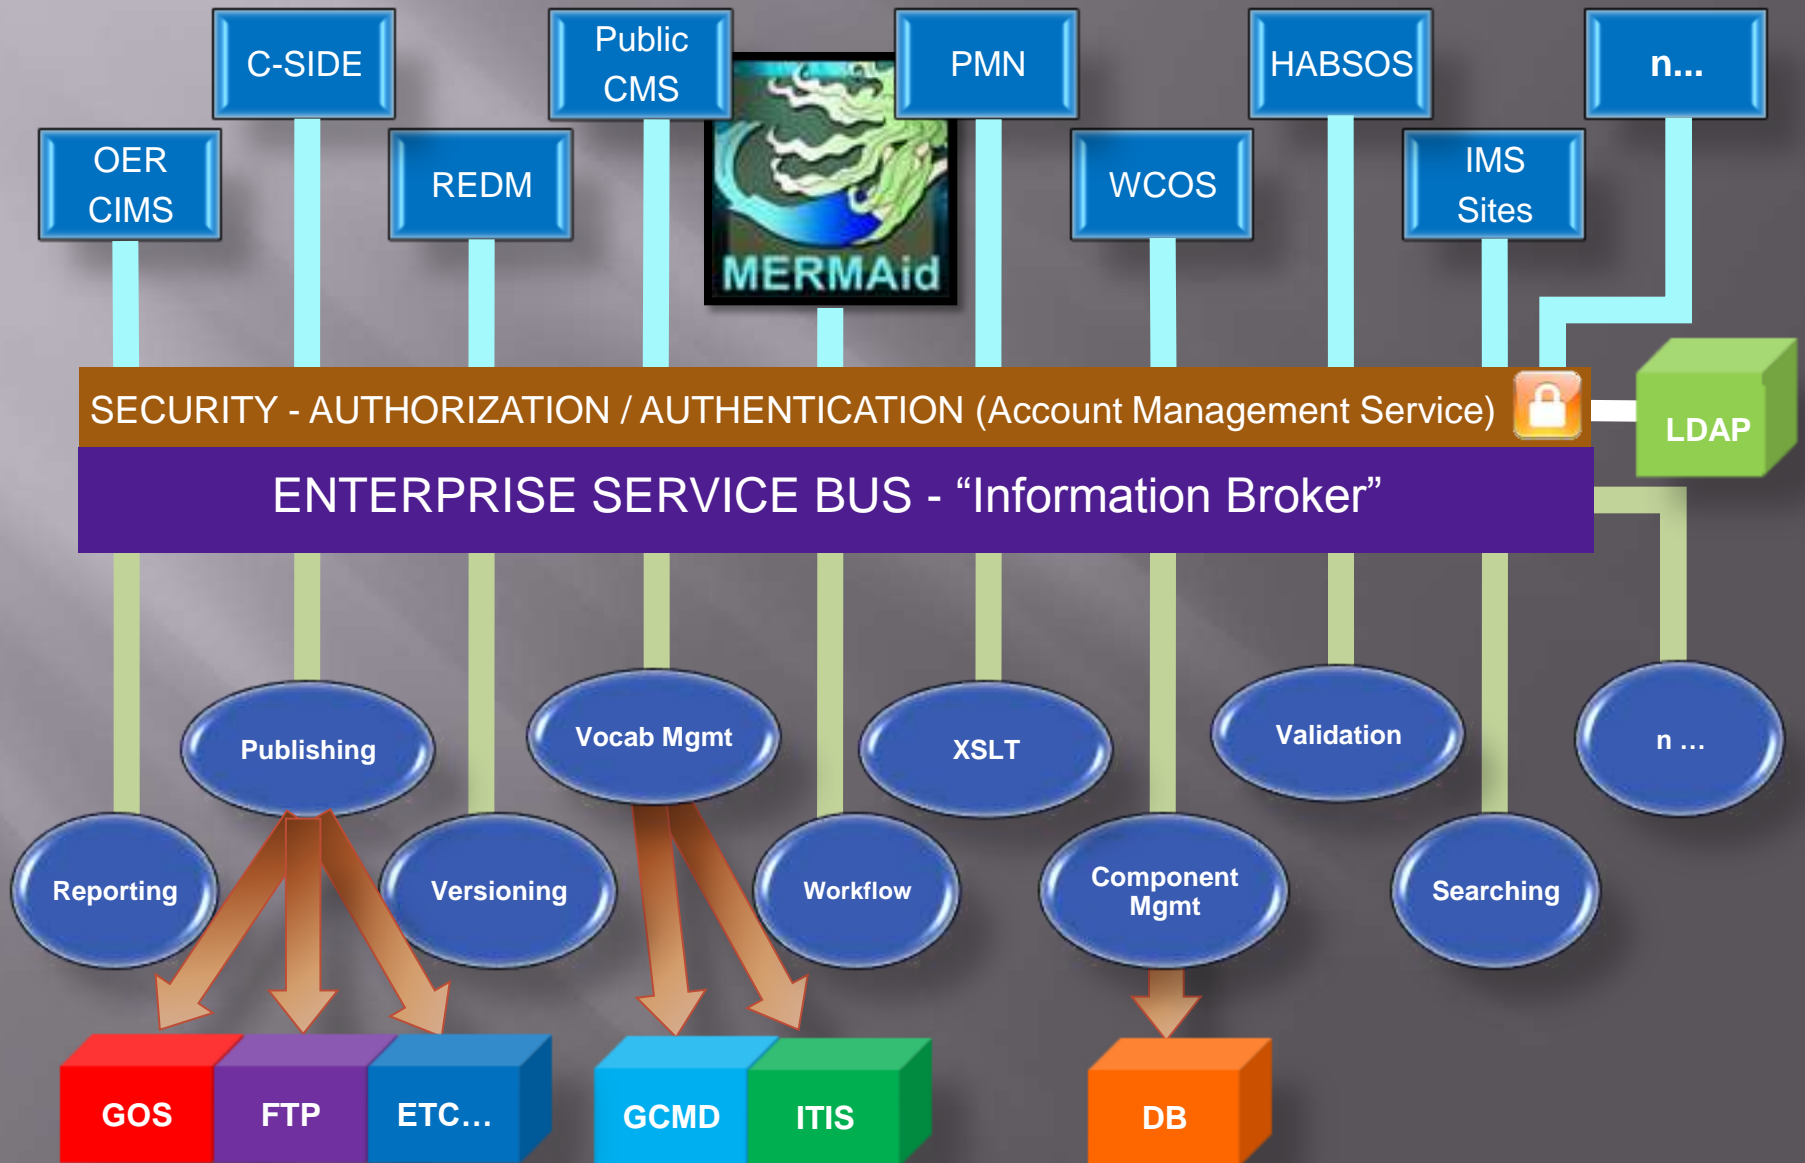 C-SIDE
Public
CMS
PMN
HABSOS
n...
OER
CIMS
REDM
MERMAid
WCOS
IMS
Sites
SECURITY - AUTHORIZATION / AUTHENTICATION (Account Management Service)
LDAP
ENTERPRISE SERVICE BUS - “Information Broker”
Publishing
Vocab Mgmt
XSLT
Validation
n …
Reporting
Versioning
Workflow
Component
Mgmt
Searching
GOS
FTP
ETC…
GCMD
ITIS
DB